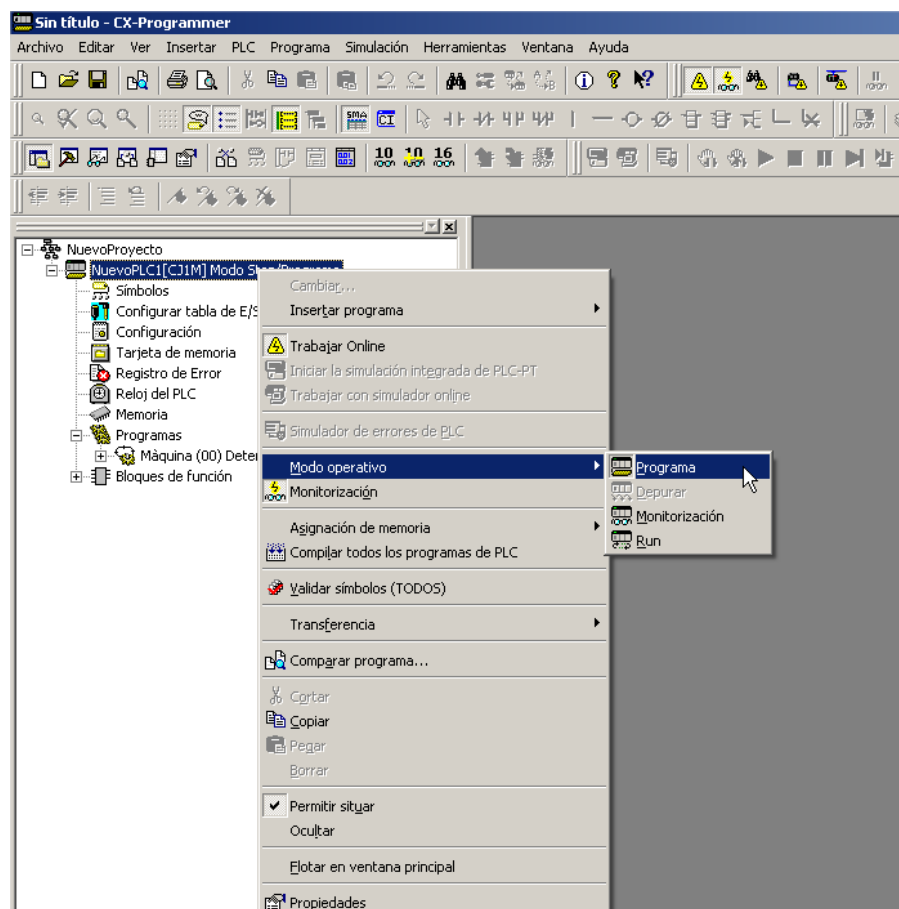 Sin título - CX-Programmer
Archivo Editar Ver Insertar PLC Programa Simulación Herramientas Ventana Ayuda
SMA CI
10 10 16
NuevoProyecto
NuevoPLC1[CJ1M] Modo
Símbolos
Configurar tabla de E/S
Configuración
Tarjeta de memoria
Registro de Error
Reloj del PLC
Memoria
Programas
Màquina (00)
Bloques de función
Cambiar...
Insertar programa
Trabajar Online
Iniciar la simulación integrada de PLC-PT
Trabajar con simulador online
Simulador de errores de PLC
Modo operativo
Monitorización
Asignación de memoria
Compilar todos los programas de PLC
Validar símbolos (TODOS)
Transferencia
Comparar programa...
Cortar
Copiar
Pegar
Borrar
Permitir situar
Ocultar
Flotar en ventana principal
Propiedades
Programa
Depurar
Monitorización
Run